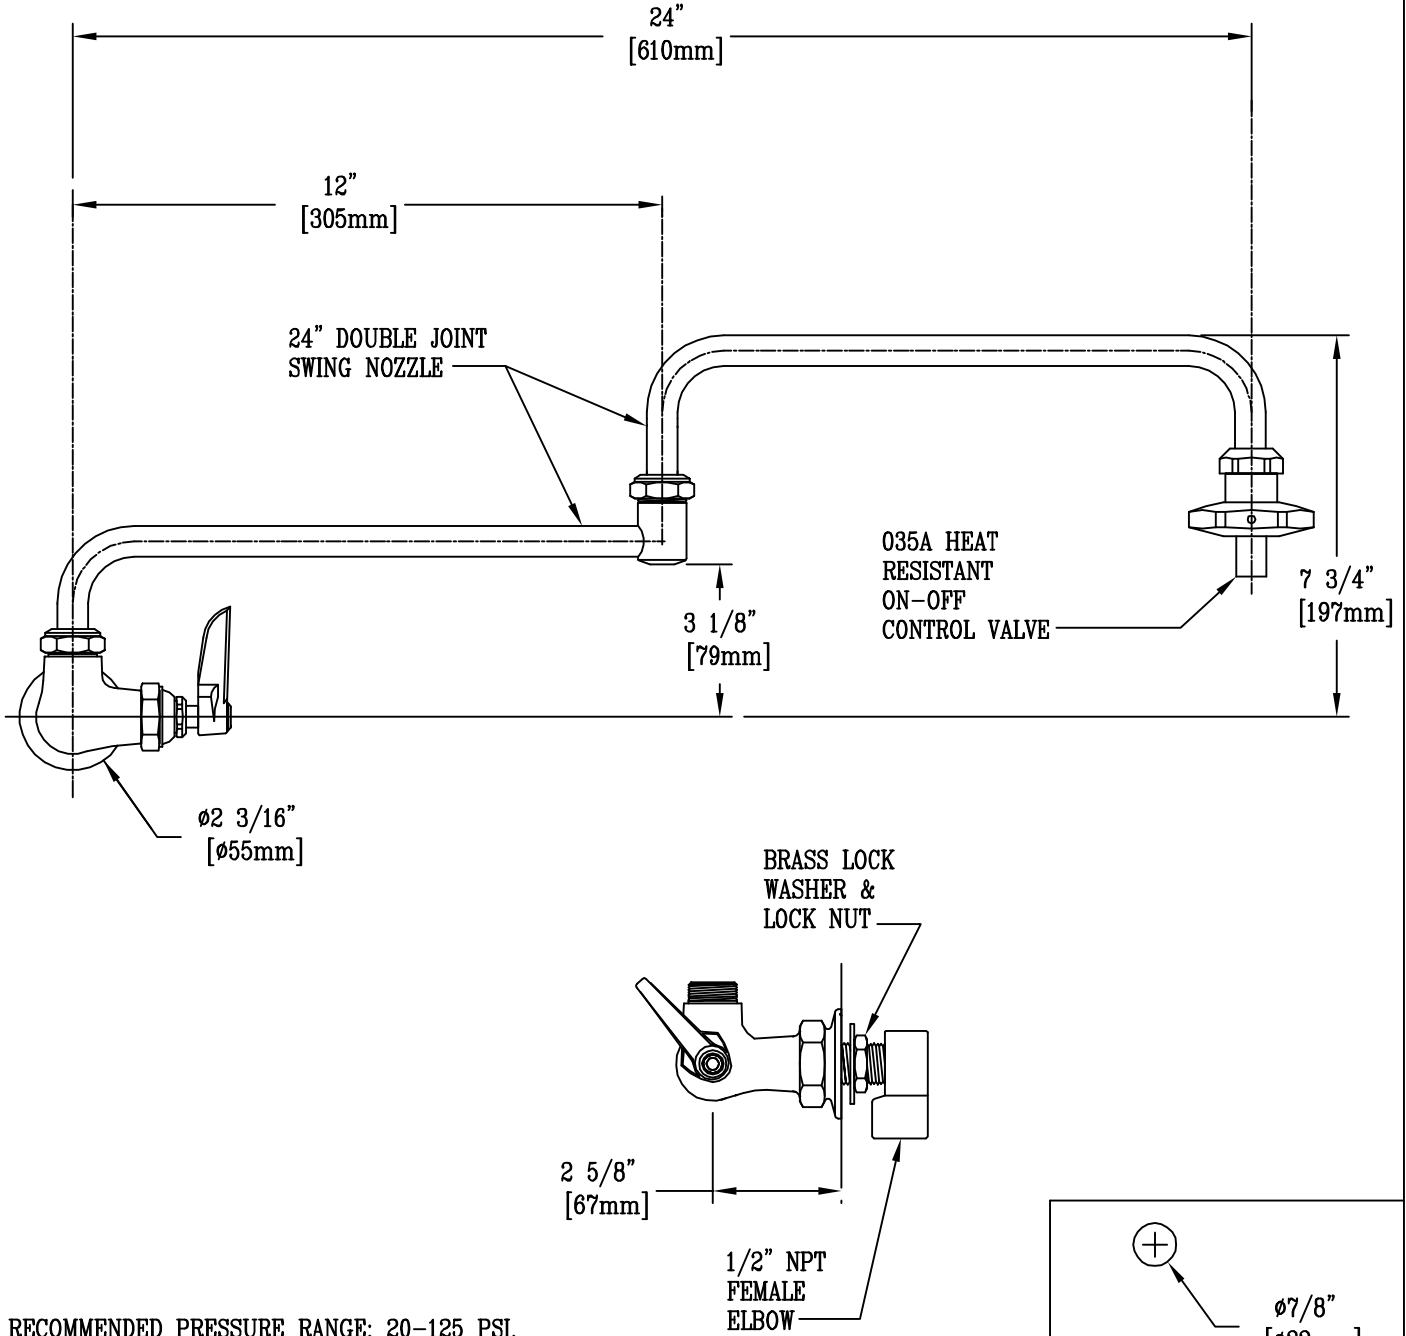 24"
[610mm]
12"
[305mm]
24" DOUBLE JOINT
SWING NOZZLE
035A HEAT
RESISTANT
ON-OFF
CONTROL VALVE
7 3/4"
[197mm]
3 1/8"
[79mm]
ø2 3/16"
[ø55mm]
BRASS LOCK
WASHER &
LOCK NUT
2 5/8"
[67mm]
1/2" NPT
FEMALE
ELBOW
ø7/8"
RECOMMENDED PRESSURE RANGE: 20-125 PSI.